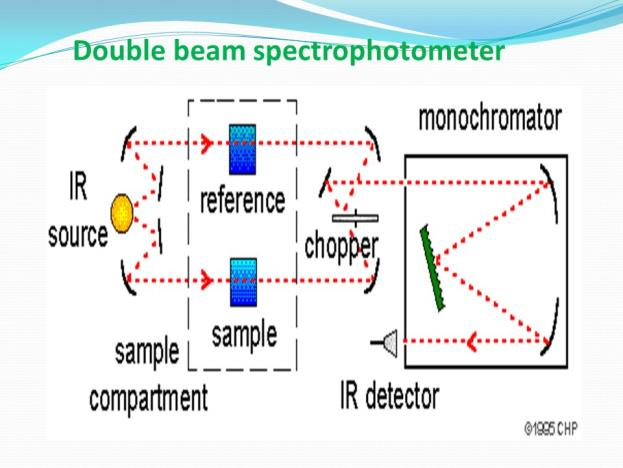 Double beam spectrophotometer
monochromator
IR
source
reference
chopper
sample
sample
compartment
IR detector
©1995 CHP